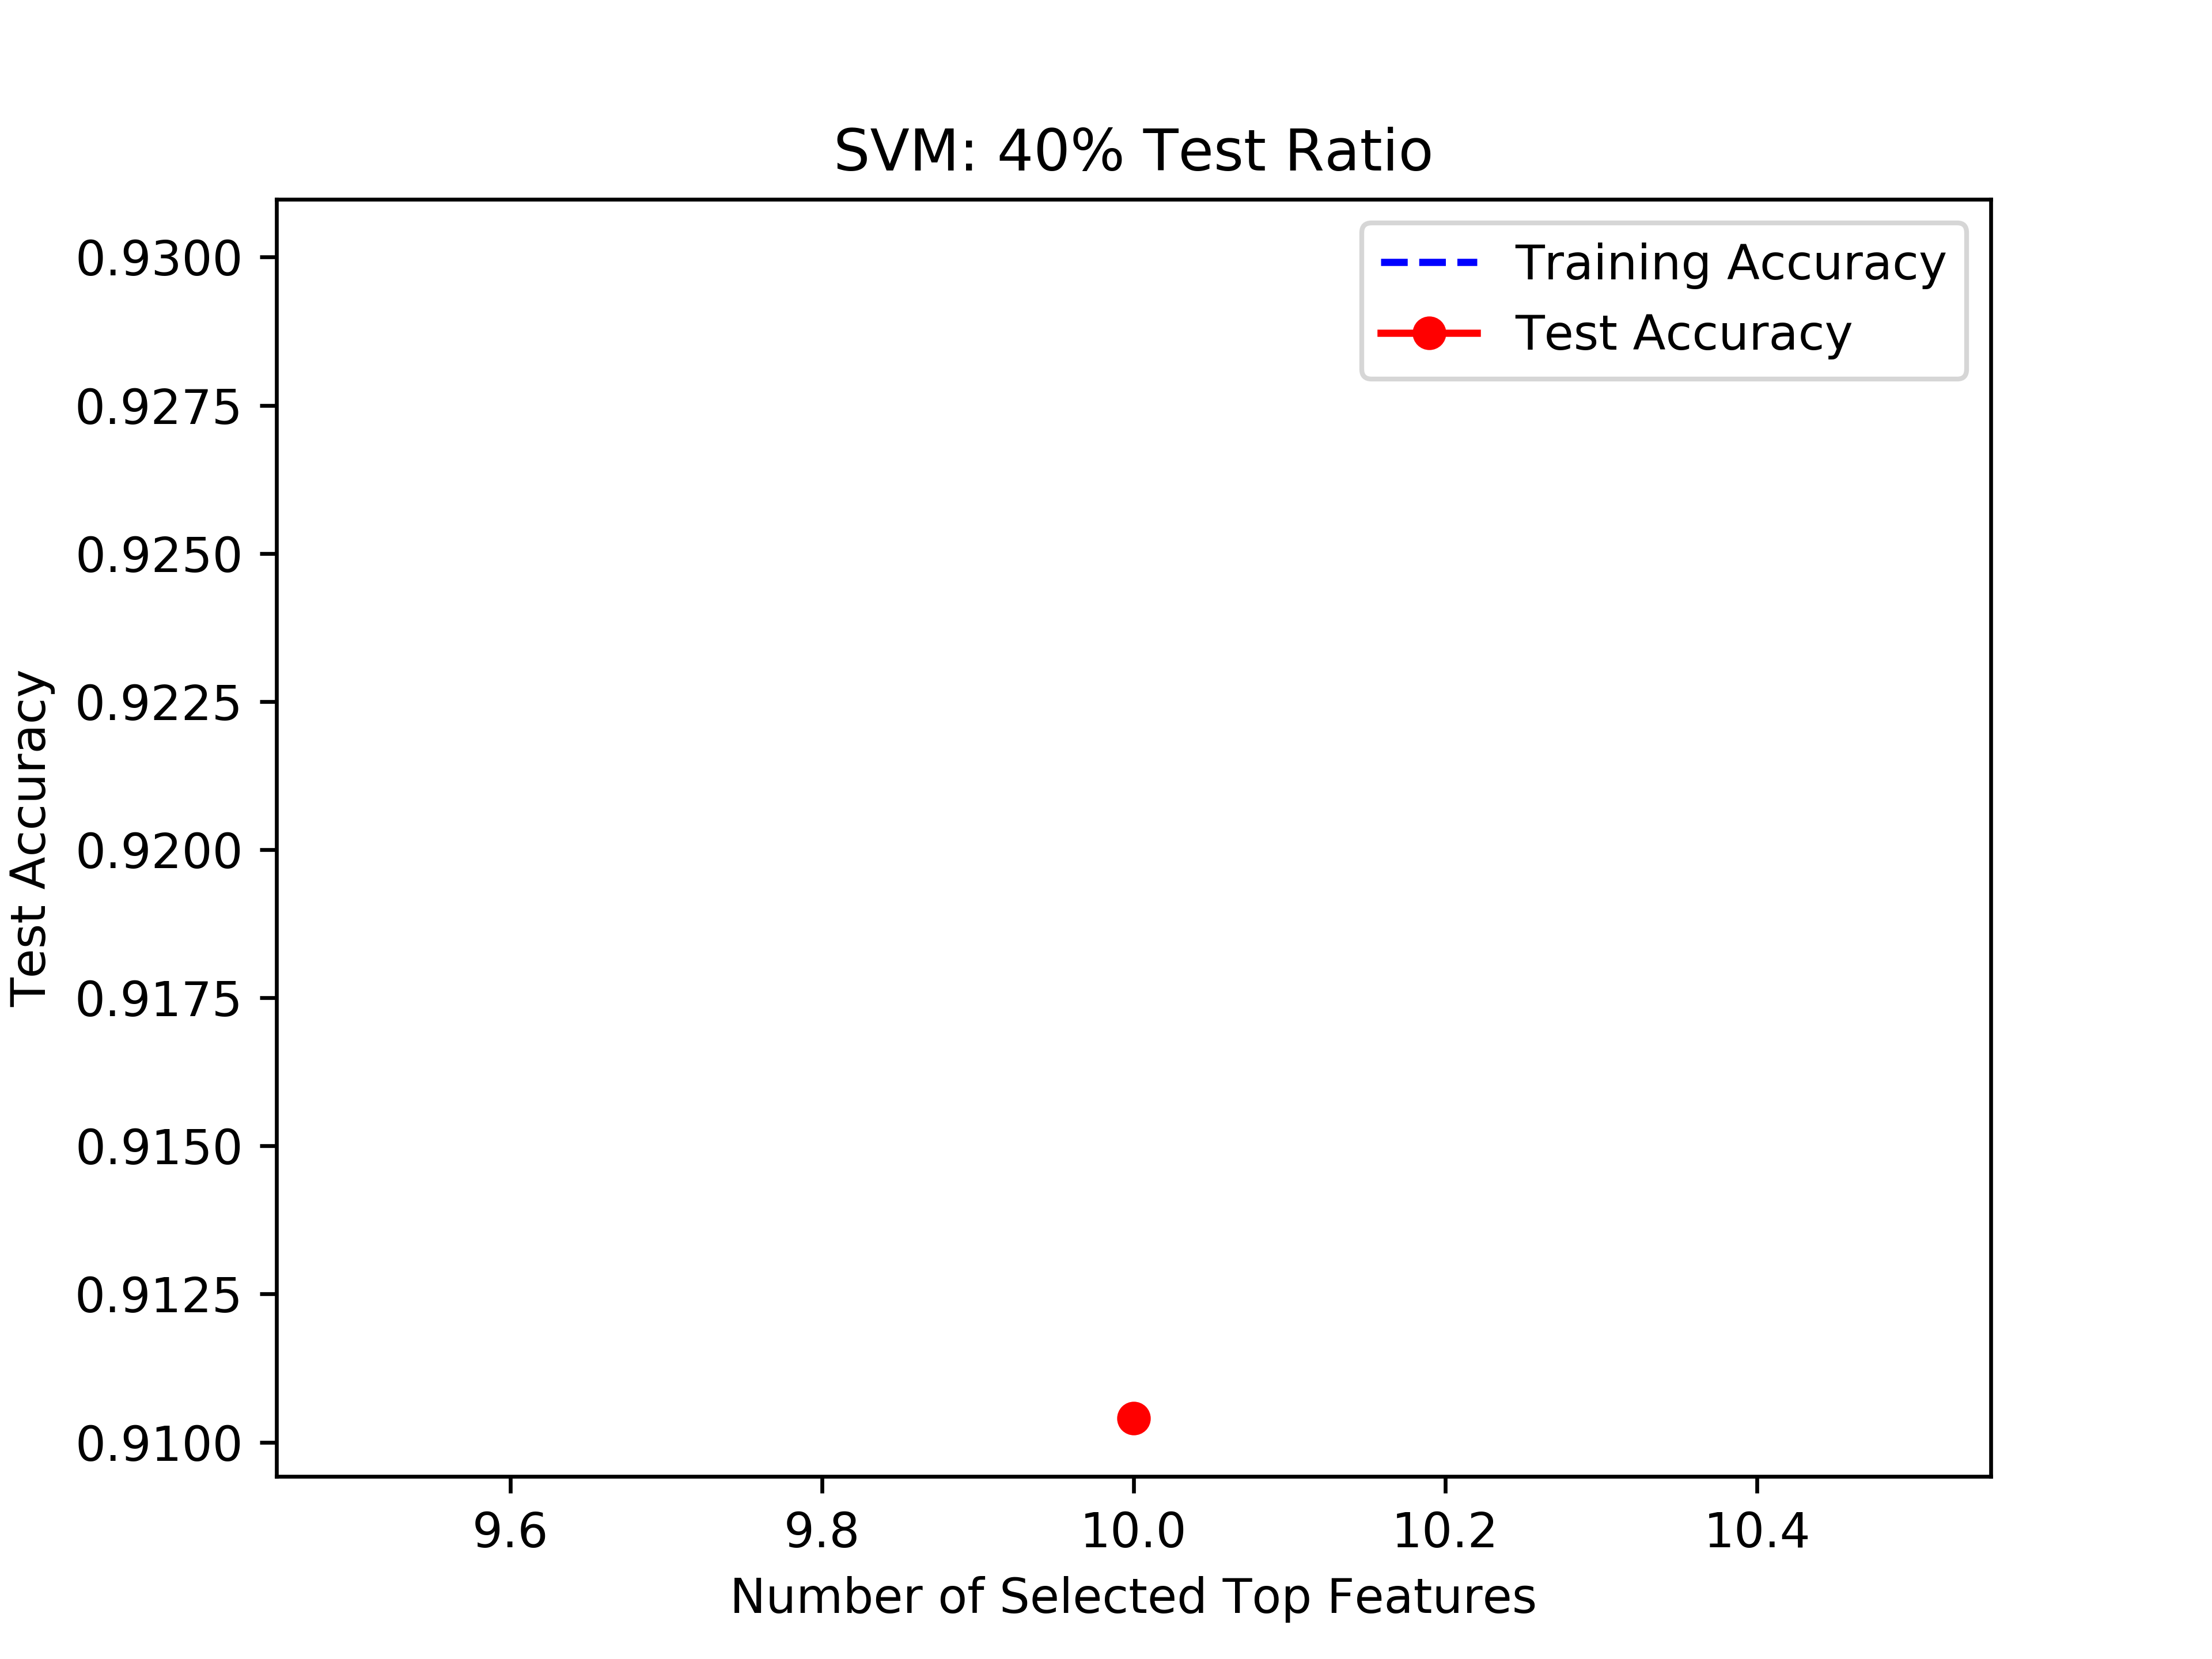 SVM: 40% Test Ratio
Training Accuracy
Test Accuracy
0.9300
0.9275
0.9250
0.9225
0.9200
0.9175
0.9150
0.9125
0.9100
Test Accuracy
9.6 9.8 10.0 10.2 10.4
Number of Selected Top Features